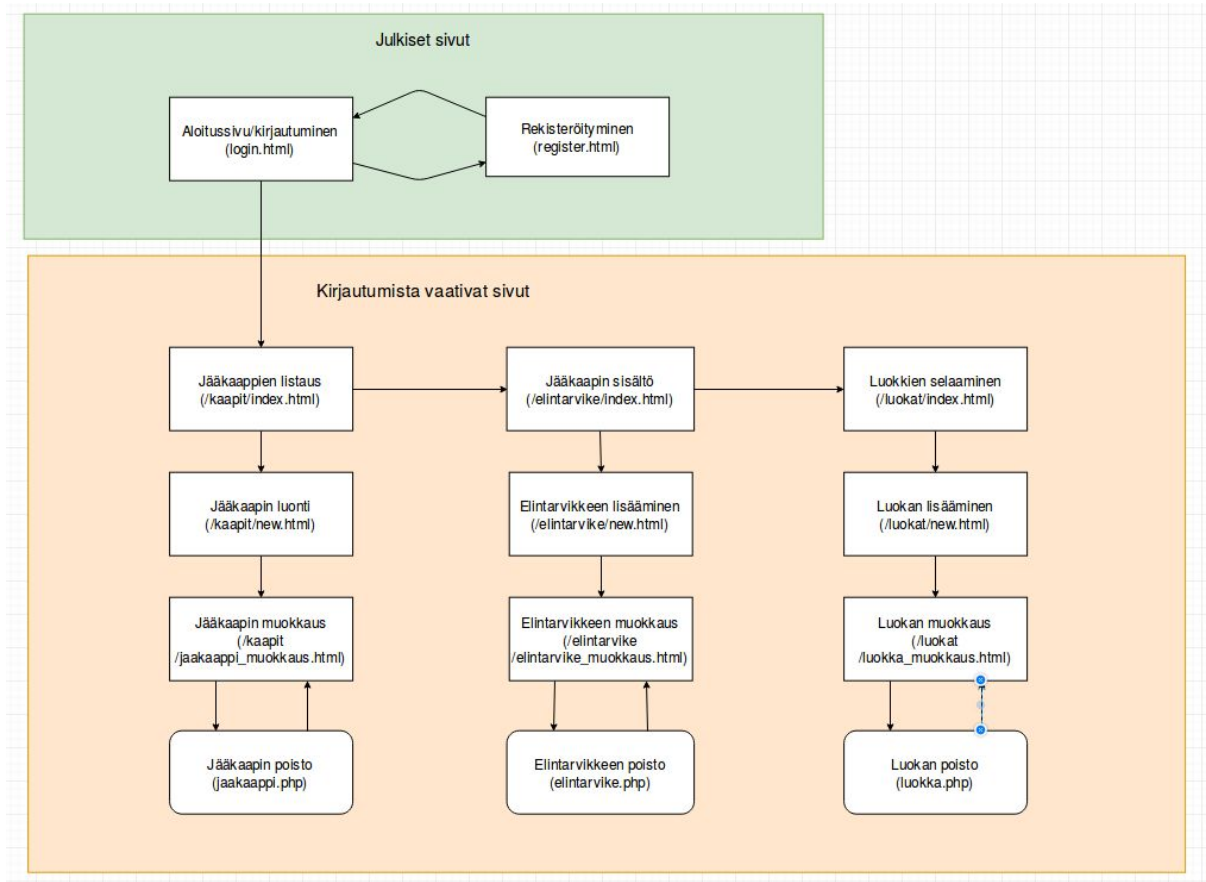 Julkiset sivut
Aloitussivu/kirjautuminen
(login.html)
Rekisteröityminen
(register.html)
Kirjautumista vaativat sivut
Jääkaappien listaus
(/kaapit/index.html)
Jääkaapin sisältö
(/elintarvike/index.html)
Luokkien selaaminen
(/luokat/index.html)
Jääkaapin luonti
(/kaapit/new.html)
Elintarvikkeen lisääminen
(/elintarvike/new.html)
Luokan lisääminen
(/luokat/new.html)
Jääkaapin muokkaus
(/kaapit
/jaakaappi_muokkaus.html)
Elintarvikkeen muokkaus
(/elintarvike
/elintarvike_muokkaus.html)
Luokan muokkaus
(/luokat
/luokka_muokkaus.html)
Jääkaapin poisto
(jaakaappi.php)
Elintarvikkeen poisto
(elintarvike.php)
Luokan poisto
(luokka.php)